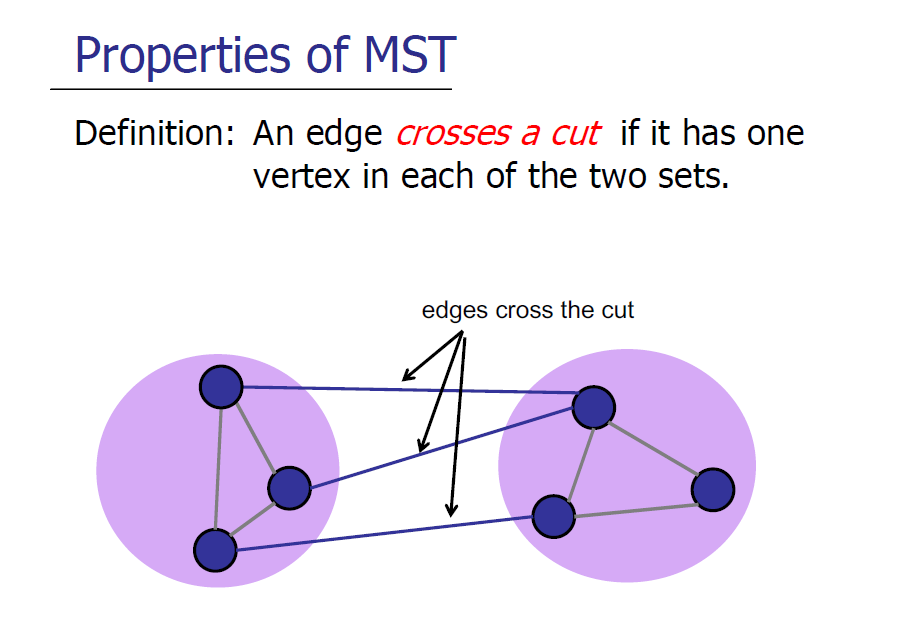 Properties of MST
Definition: An edge crosses a cut if it has one
vertex in each of the two sets.
edges cross the cut